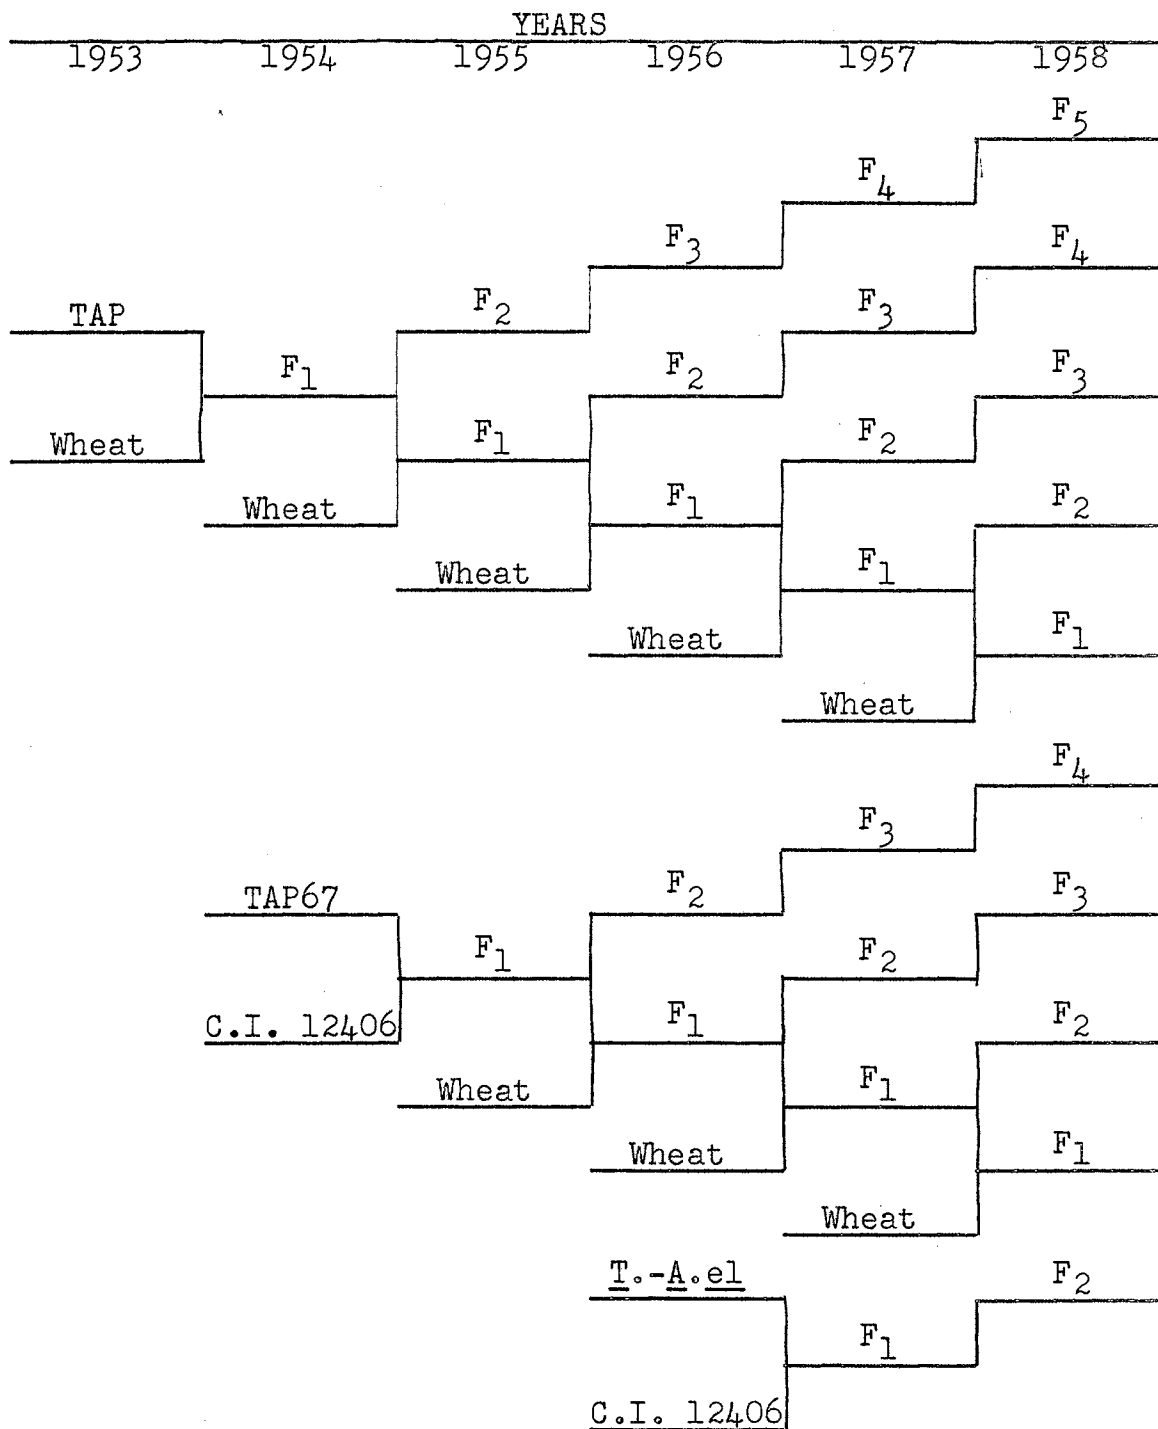 YEARS
1953 1954 1955 1956 1957 1958
F5
F4
F3 F4
TAP F2 F3
F1 F2 F3
Wheat F1 F2
Wheat F1 F2
Wheat F1
Wheat F1
Wheat
F4
F3
TAP67 F2 F3
F1 F2
C.I. 12406 F1 F2
Wheat F1
Wheat F1
Wheat
T.-A.el F2
F1
C.I. 12406